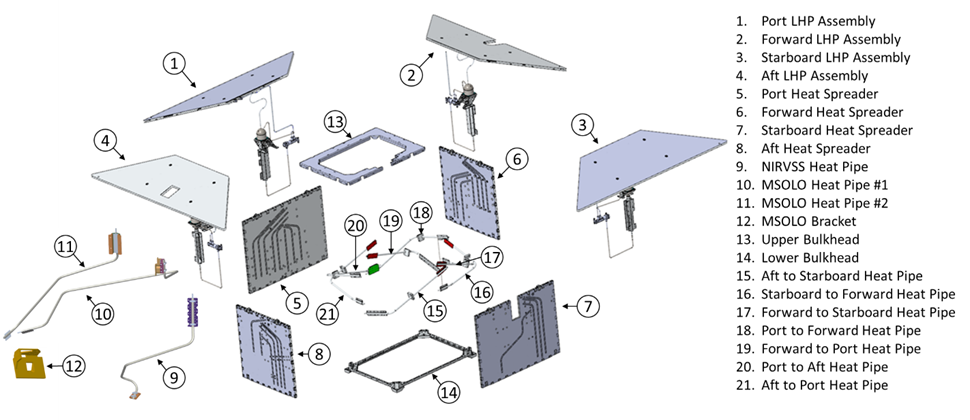 1. Port LHP Assembly
2. Forward LHP Assembly
3. Starboard LHP Assembly
4. Aft LHP Assembly
5. Port Heat Spreader
6. Forward Heat Spreader
7. Starboard Heat Spreader
8. Aft Heat Spreader
9. NIRVSS Heat Pipe
10. MSOLO Heat Pipe #1
11. MSOLO Heat Pipe #2
12. MSOLO Bracket
13. Upper Bulkhead
14. Lower Bulkhead
15. Aft to Starboard Heat Pipe
16. Starboard to Forward Heat Pipe
17. Forward to Starboard Heat Pipe
18. Port to Forward Heat Pipe
19. Forward to Port Heat Pipe
20. Port to Aft Heat Pipe
21. Aft to Port Heat Pipe
1
2
13
3
4
6
18
19
20
11
17
5
21
15
16
7
10
8
12
9
14